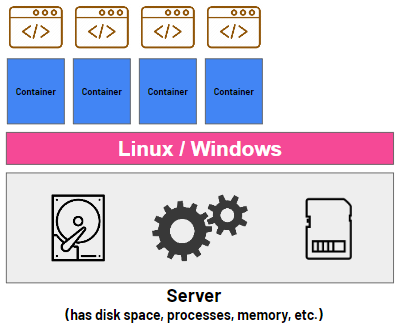 </> </> </> </>
Container Container Container Container
Linux / Windows
Server
(has disk space, processes, memory, etc.)